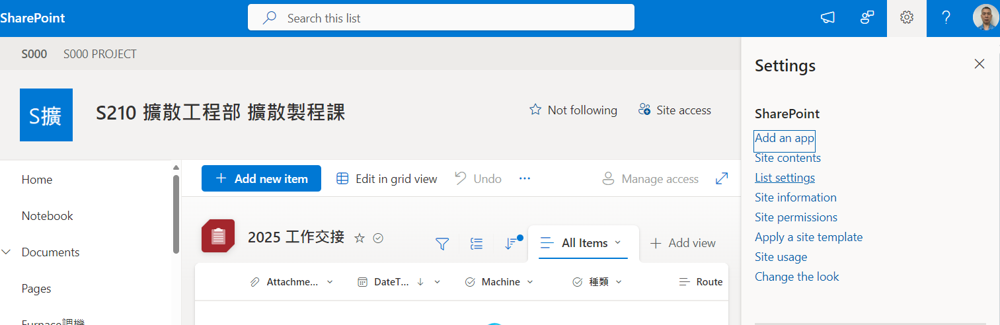 SharePoint
Search this list
S000 S000 PROJECT
S擴
S210 擴散工程部 擴散製程課
Not following Site access
Home
Notebook
Documents
Pages
Furnace調機
Add new item Edit in grid view Undo ... Manage access
2025 工作交接
All Items Add view
Attachme... DateT... Machine 種類 Route
Settings
SharePoint
Add an app
Site contents
List settings
Site information
Site permissions
Apply a site template
Site usage
Change the look